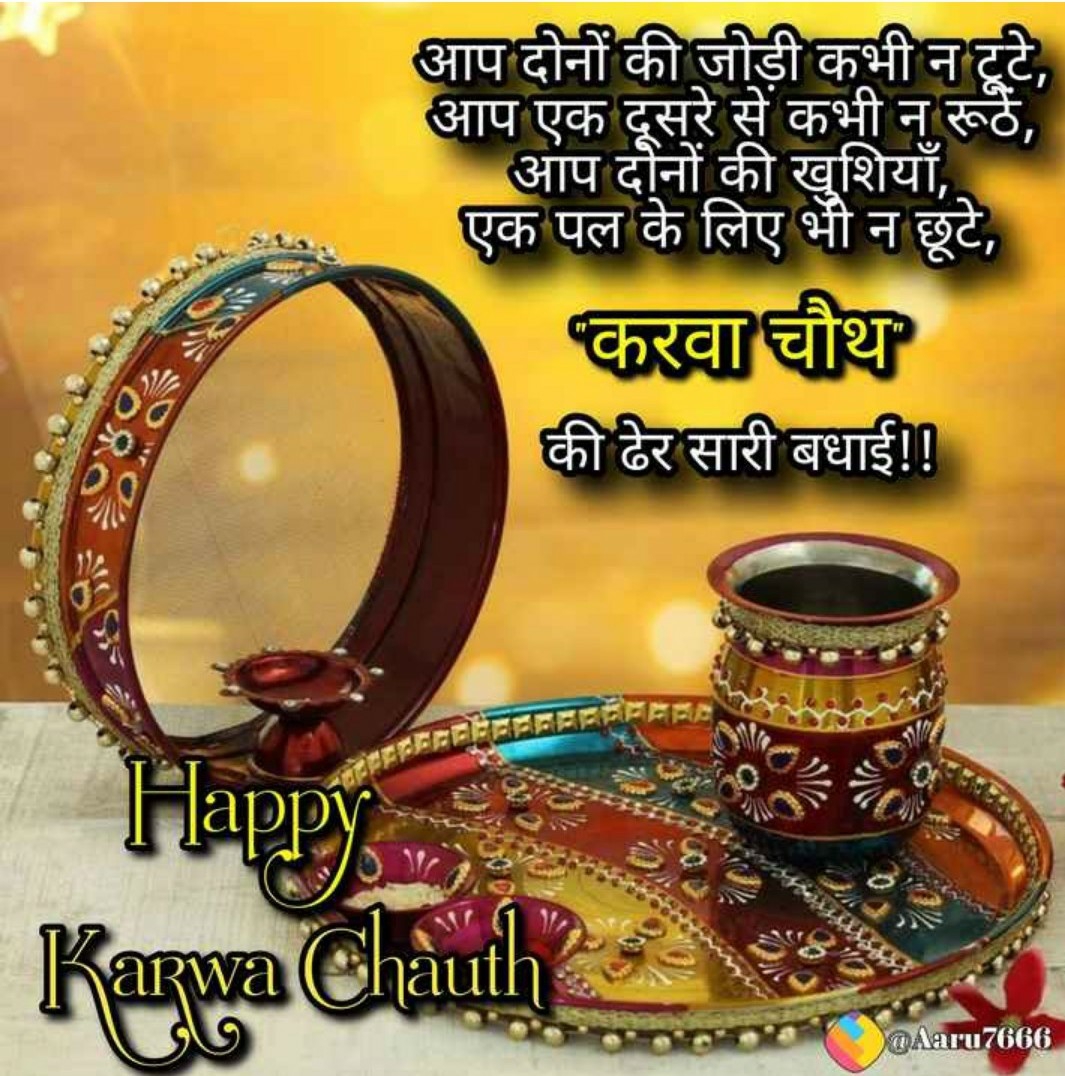 आप दोनों की जोड़ी कभी न टूटे,
आप एक दूसरे से कभी न रूठें,
आप दोनों की खुशियाँ,
एक पल के लिए भी न छूटे,
"करवा चौथ"
की ढेर सारी बधाई!!
Happy
Karwa Chauth
@Aaru7666